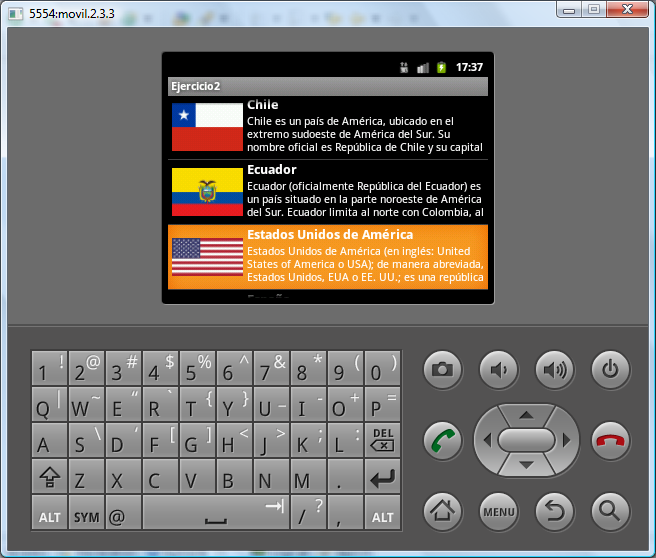 5554:movil.2.3.3
17:37
Ejercicio2
Chile
Chile es un país de América, ubicado en el
extremo sudoeste de América del Sur. Su
nombre oficial es República de Chile y su capital
Ecuador
Ecuador (oficialmente República del Ecuador) es
un país situado en la parte noroeste de América
del Sur. Ecuador limita al norte con Colombia, al
Estados Unidos de América
Estados Unidos de América (en inglés: United
States of America o USA); de manera abreviada,
Estados Unidos, EUA o EE. UU.; es una república
1 ! 2 @ 3 # 4 $ 5 % 6 ^ 7 & 8 * 9 ( 0 )
Q | W ~ E “ R ` T { Y } U _ I - O + P =
A S \ D ‘ F [ G ] H < J > K ; L : DEL
Z X C V B N M .
ALT SYM @ / ? , ALT
MENU